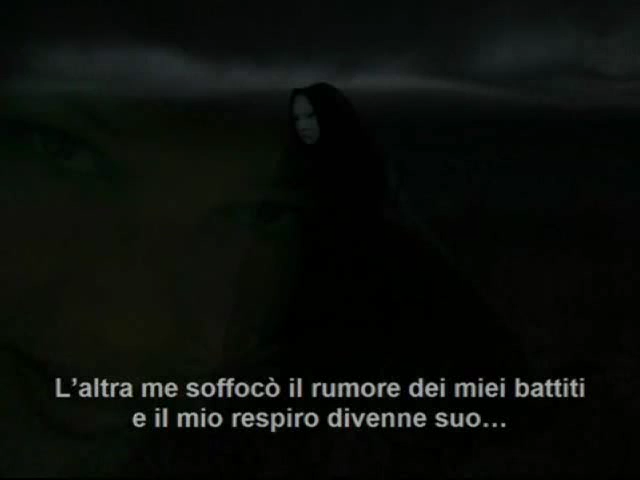 L’altra me soffocò il rumore dei miei battiti
e il mio respiro divenne suo…